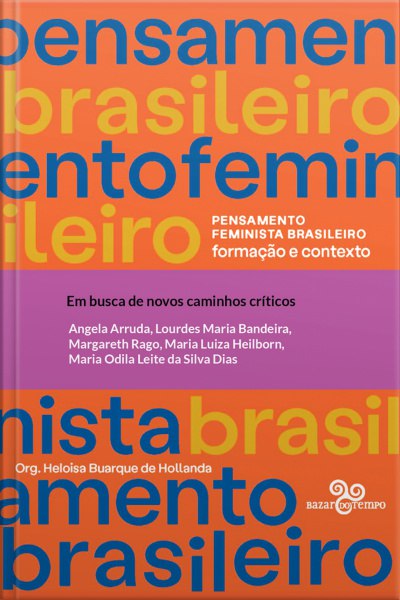 pensamen
brasileiro
entofemin
ileiro
PENSAMENTO
FEMINISTA BRASILEIRO
formação e contexto
Em busca de novos caminhos críticos
Angela Arruda, Lourdes Maria Bandeira,
Margareth Rago, Maria Luiza Heilborn,
Maria Odila Leite da Silva Dias
nistabrasil
Org. Heloisa Buarque de Hollanda
BAZAR DO TEMPO
amento
brasileiro